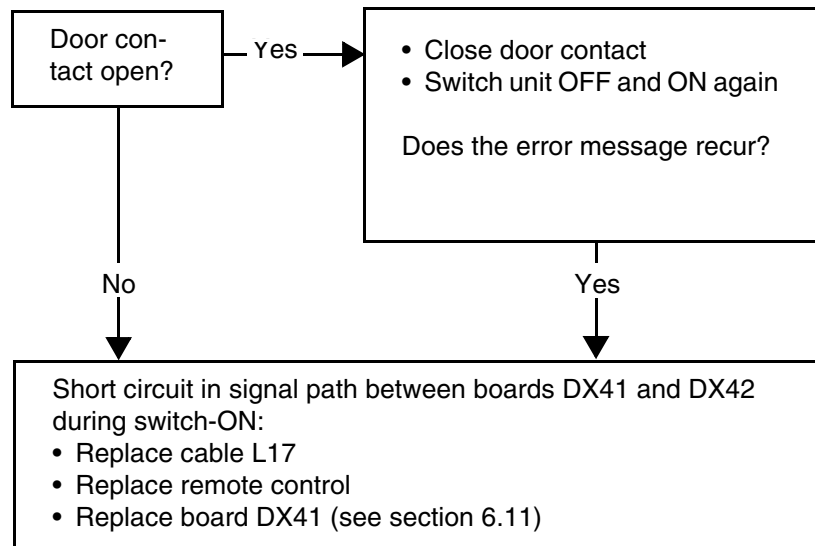 Door con-
tact open?
Yes
• Close door contact
• Switch unit OFF and ON again
Does the error message recur?
No
Yes
Short circuit in signal path between boards DX41 and DX42
during switch-ON:
• Replace cable L17
• Replace remote control
• Replace board DX41 (see section 6.11)